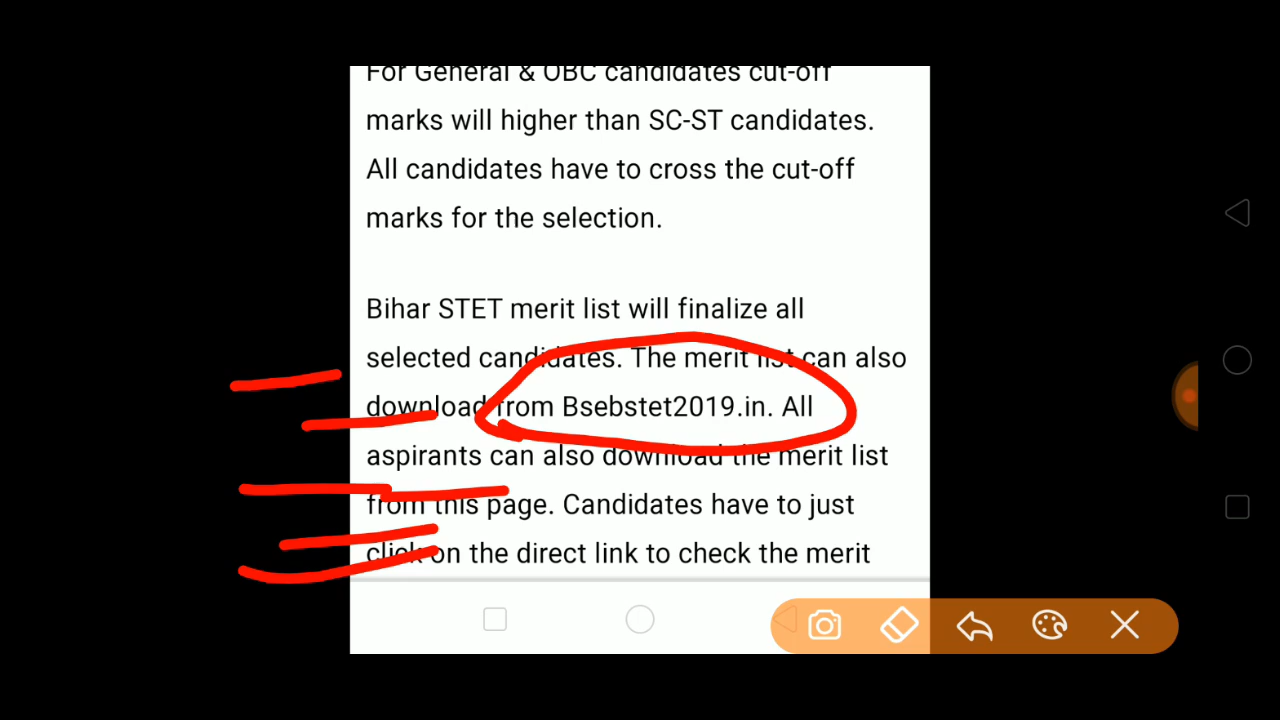 For General & OBC candidates cut-off
marks will higher than SC-ST candidates.
All candidates have to cross the cut-off
marks for the selection.
Bihar STET merit list will finalize all
selected candidates. The merit list can also
download from Bsebstet2019.in. All
aspirants can also download the merit list
from this page. Candidates have to just
click on the direct link to check the merit